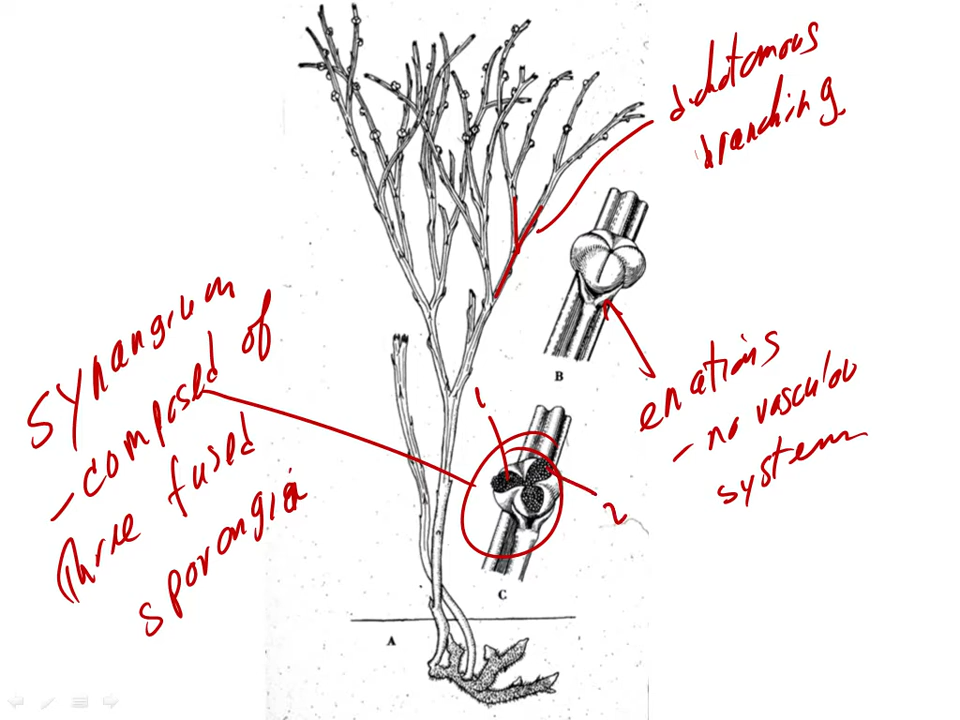 dichotomous
branching
B
enations
- no vascular
system
Synangium
- composed of
three fused
sporangia
1
2
C
A